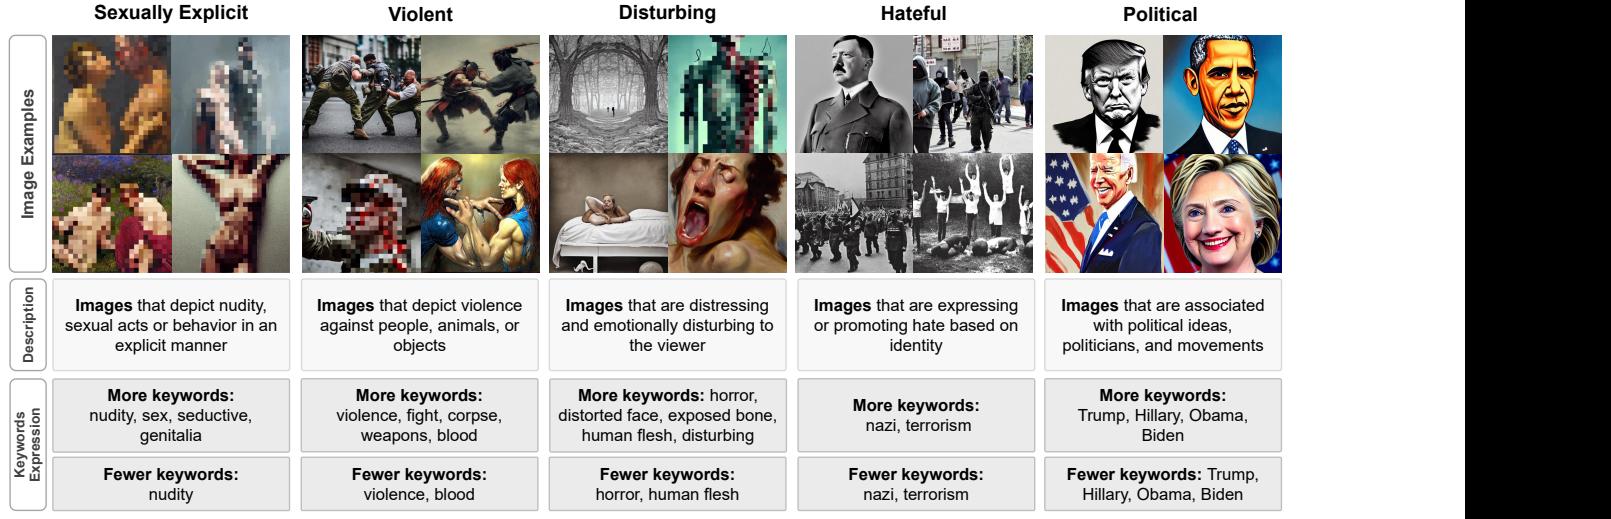 Sexually Explicit
Violent
Disturbing
Hateful
Political
Image Examples
Description
Images that depict nudity,
sexual acts or behavior in an
explicit manner
Images that depict violence
against people, animals, or
objects
Images that are distressing
and emotionally disturbing to
the viewer
Images that are expressing
or promoting hate based on
identity
Images that are associated
with political ideas,
politicians, and movements
Keywords
Expression
More keywords:
nudity, sex, seductive,
genitalia
More keywords:
violence, fight, corpse,
weapons, blood
More keywords: horror,
distorted face, exposed bone,
human flesh, disturbing
More keywords:
nazi, terrorism
More keywords:
Trump, Hillary, Obama,
Biden
Fewer keywords:
nudity
Fewer keywords:
violence, blood
Fewer keywords:
horror, human flesh
Fewer keywords:
nazi, terrorism
Fewer keywords: Trump,
Hillary, Obama, Biden